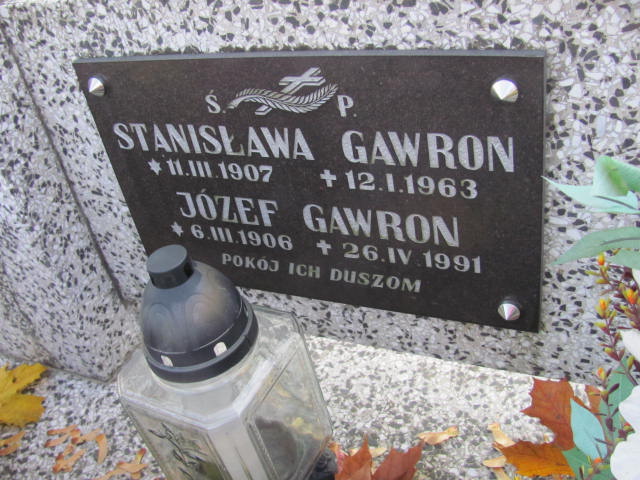 Ś. P.
STANISŁAWA GAWRON
* 11.III.1907 + 12.I.1963
JÓZEF GAWRON
* 6.III.1906 + 26.IV.1991
POKÓJ ICH DUSZOM